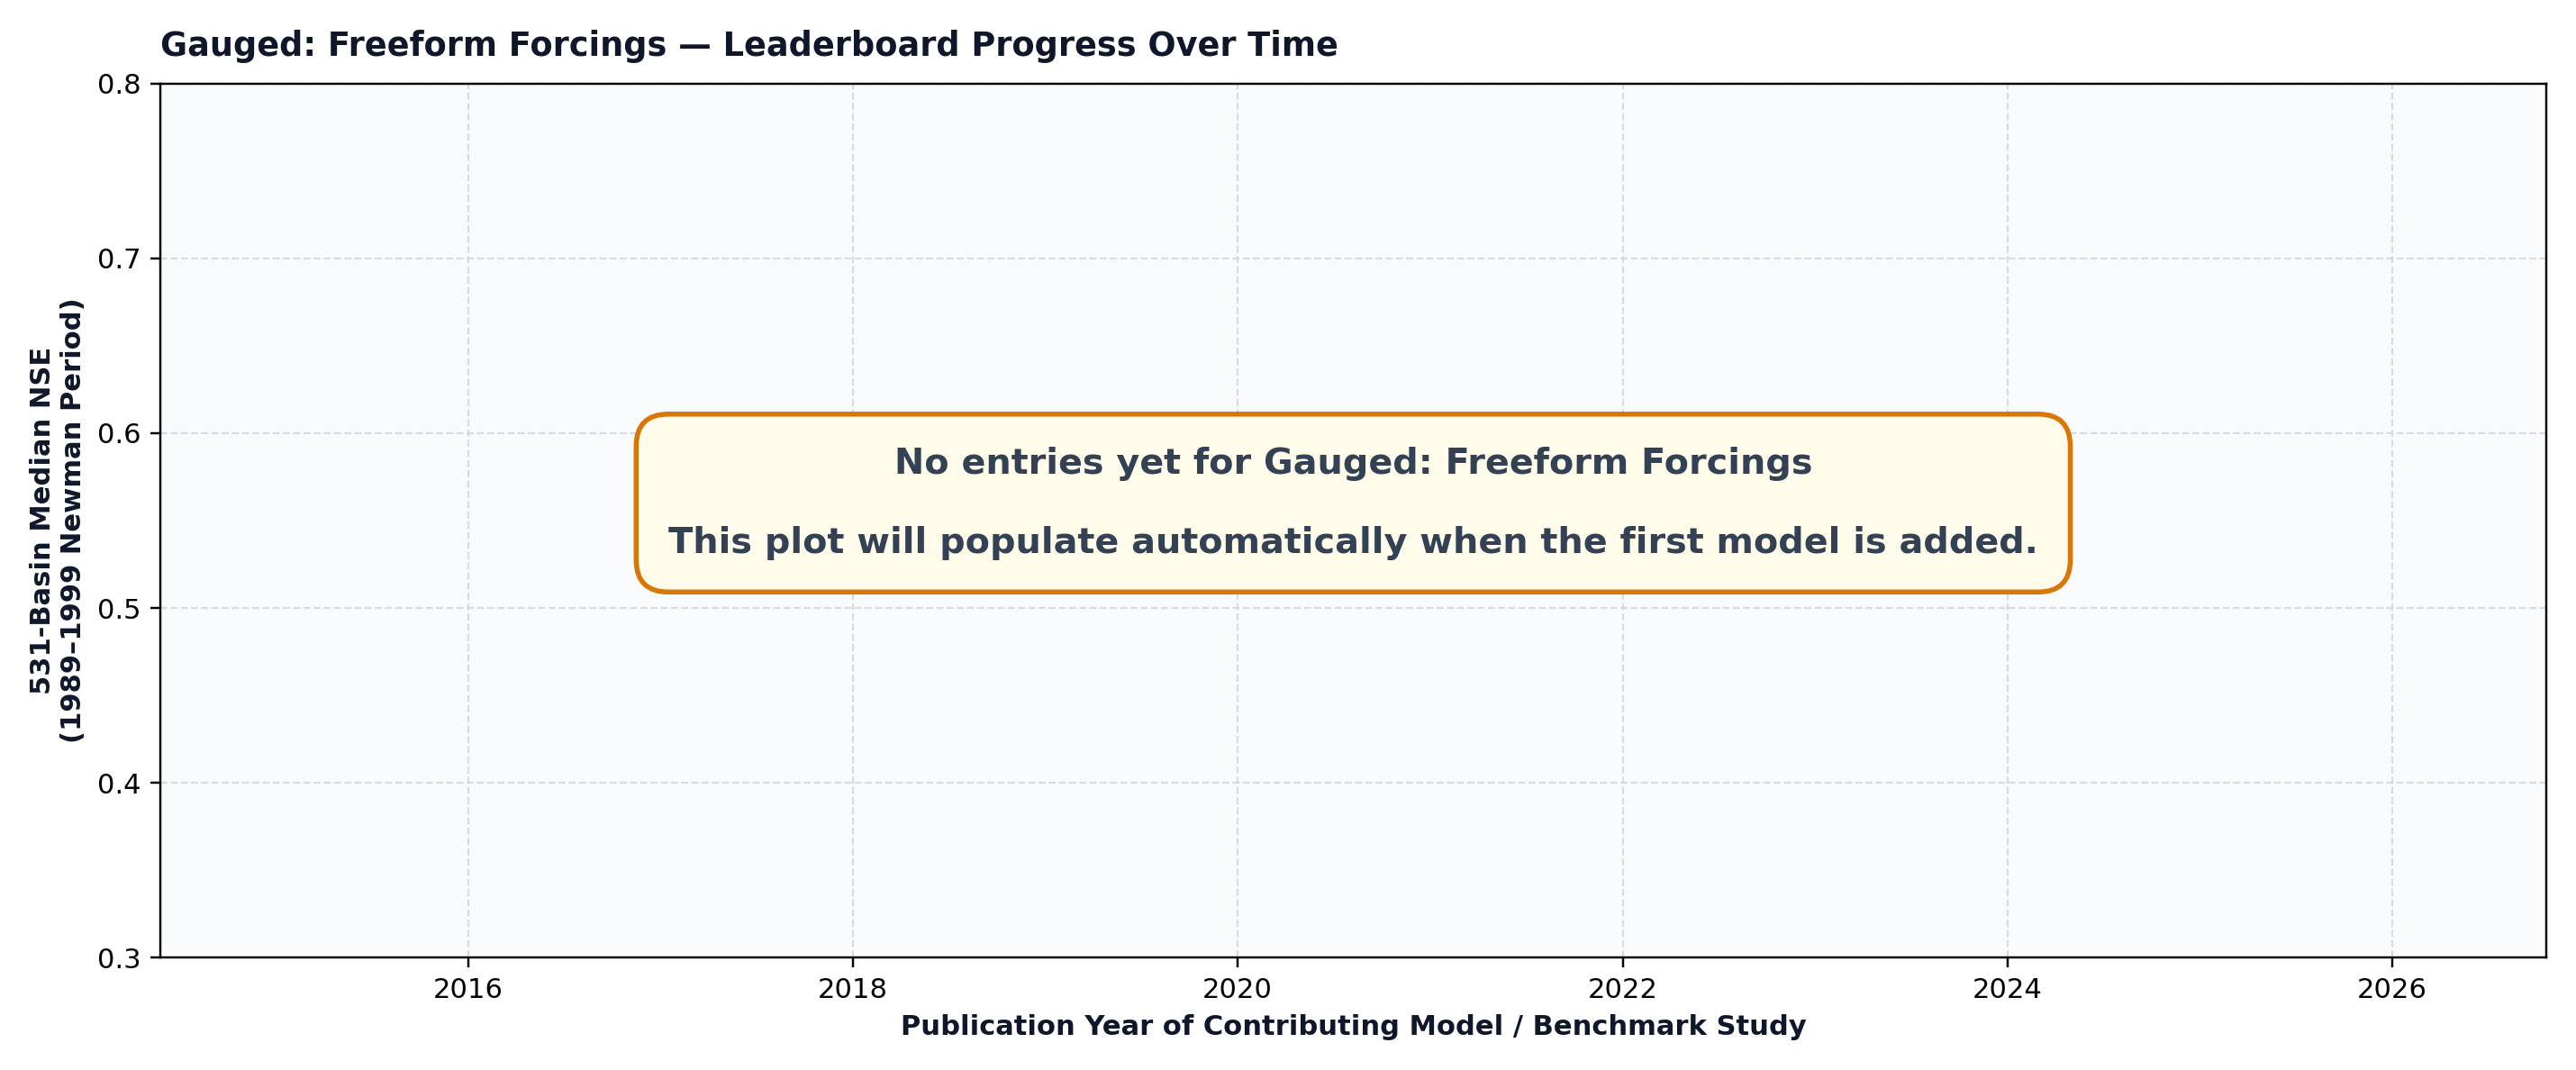 Gauged: Freeform Forcings — Leaderboard Progress Over Time
531-Basin Median NSE
(1989–1999 Newman Period)
0.8
0.7
0.6
0.5
0.4
0.3
No entries yet for Gauged: Freeform Forcings
This plot will populate automatically when the first model is added.
2016
2018
2020
2022
2024
2026
Publication Year of Contributing Model / Benchmark Study